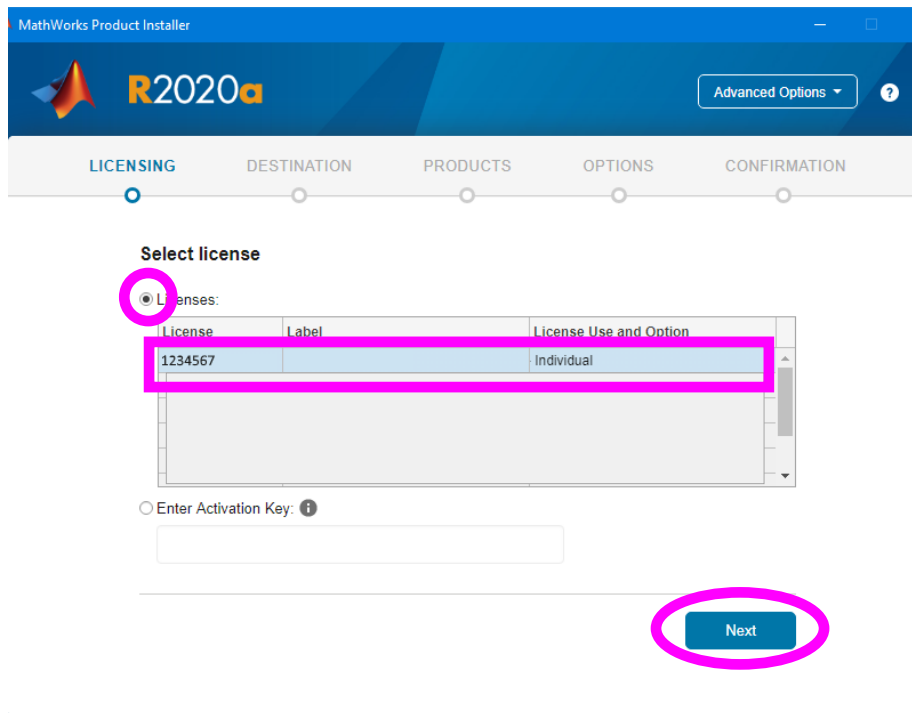 MathWorks Product Installer
R2020a
Advanced Options
?
LICENSING DESTINATION PRODUCTS OPTIONS CONFIRMATION
Select license
Licenses:
License Label License Use and Option
1234567 Individual
Enter Activation Key: i
Next